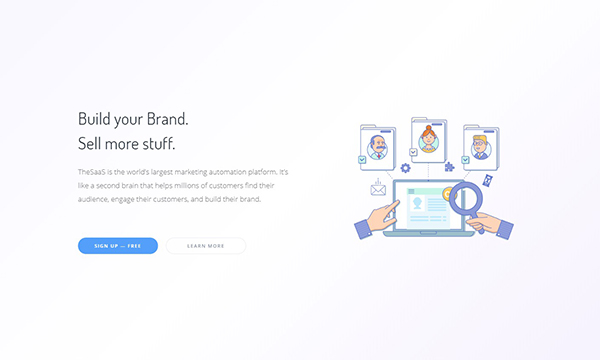 Build your Brand.
Sell more stuff.
TheSaaS is the world's largest marketing automation platform. It's
like a second brain that helps millions of customers find their
audience, engage their customers, and build their brand.
SIGN UP — FREE
LEARN MORE